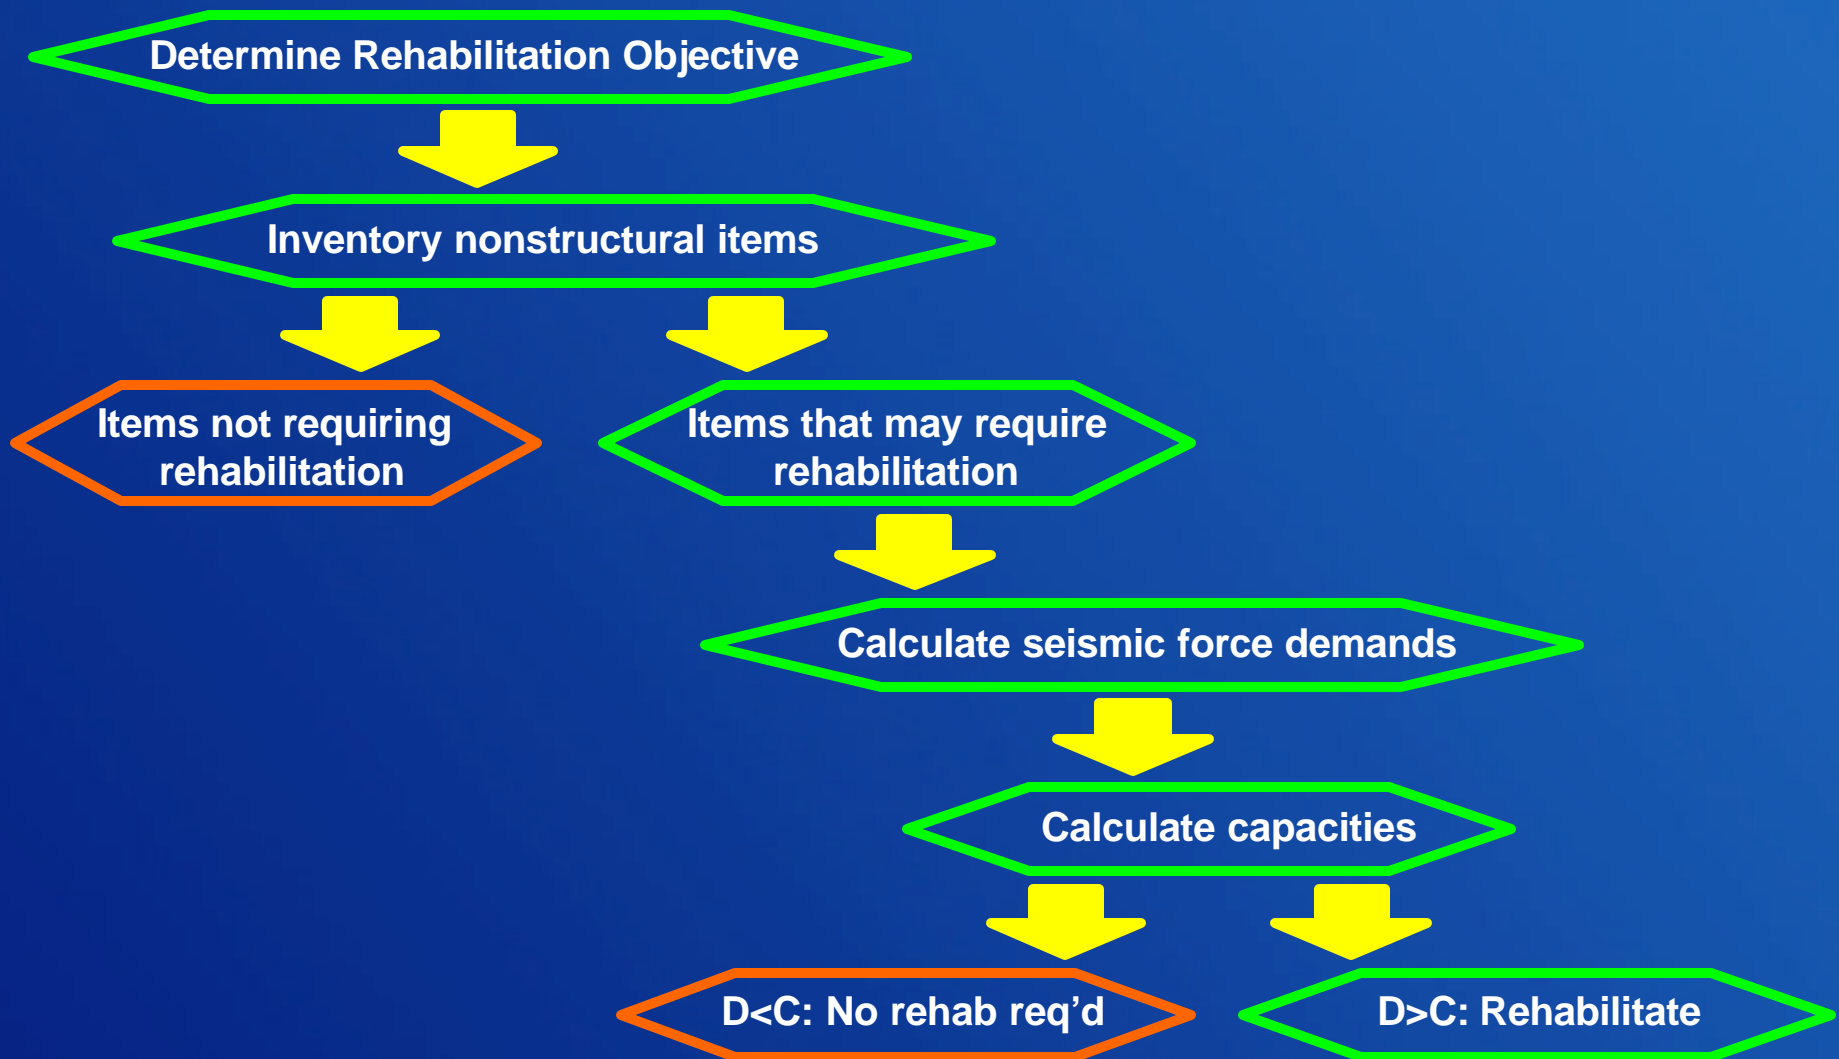 Determine Rehabilitation Objective
Inventory nonstructural items
Items not requiring
rehabilitation
Items that may require
rehabilitation
Calculate seismic force demands
Calculate capacities
D<C: No rehab req’d
D>C: Rehabilitate